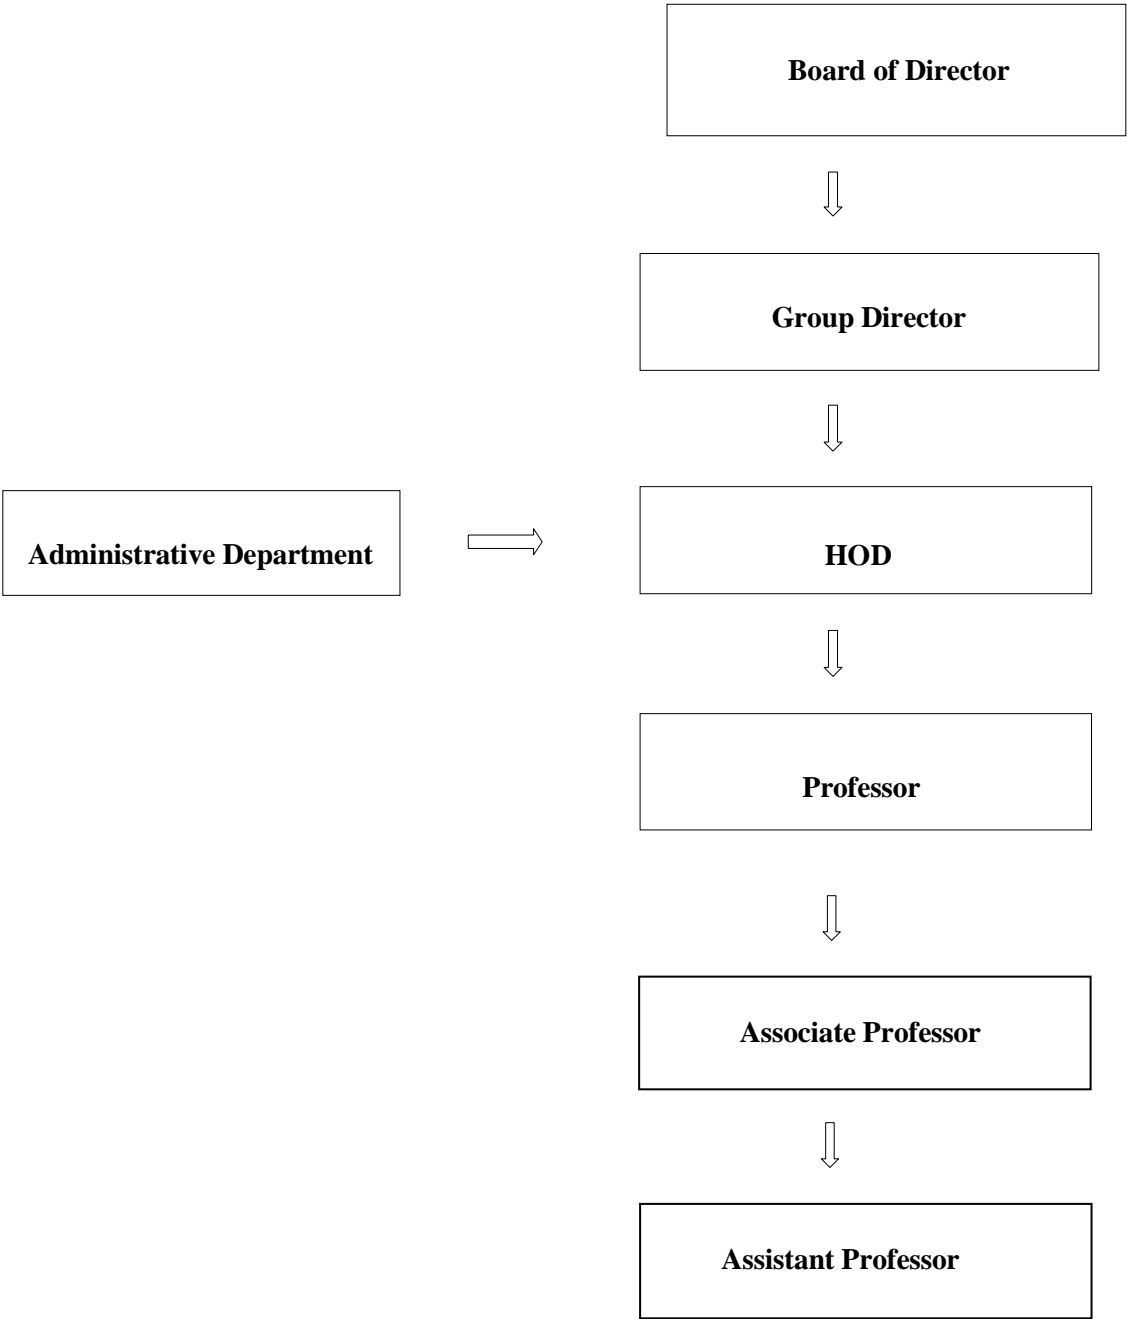 Board of Director
Group Director
Administrative Department
HOD
Professor
Associate Professor
Assistant Professor